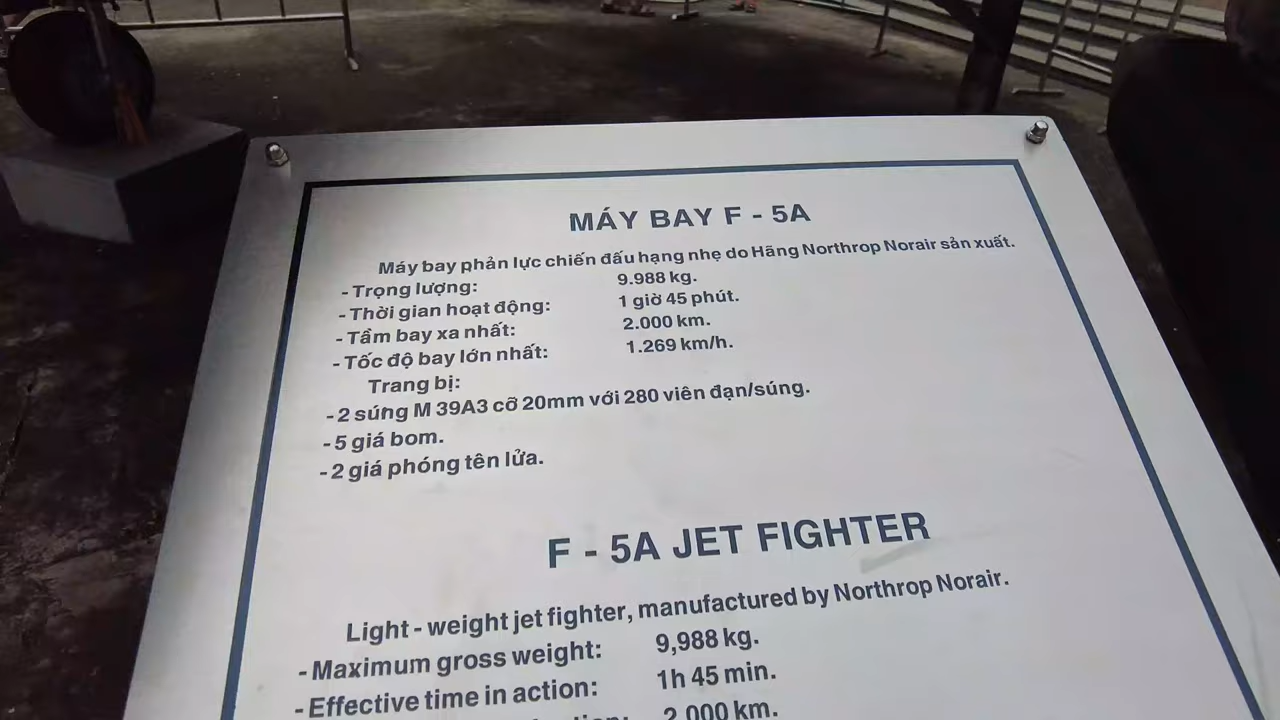 MÁY BAY F - 5A
Máy bay phản lực chiến đấu hạng nhẹ do Hãng Northrop Norair sản xuất.
- Trọng lượng: 9.988 kg.
- Thời gian hoạt động: 1 giờ 45 phút.
- Tầm bay xa nhất: 2.000 km.
- Tốc độ bay lớn nhất: 1.269 km/h.
Trang bị:
- 2 súng M 39A3 cỡ 20mm với 280 viên đạn/súng.
- 5 giá bom.
- 2 giá phóng tên lửa.
F - 5A JET FIGHTER
Light - weight jet fighter, manufactured by Northrop Norair.
- Maximum gross weight: 9,988 kg.
- Effective time in action: 1h 45 min.
2,000 km.